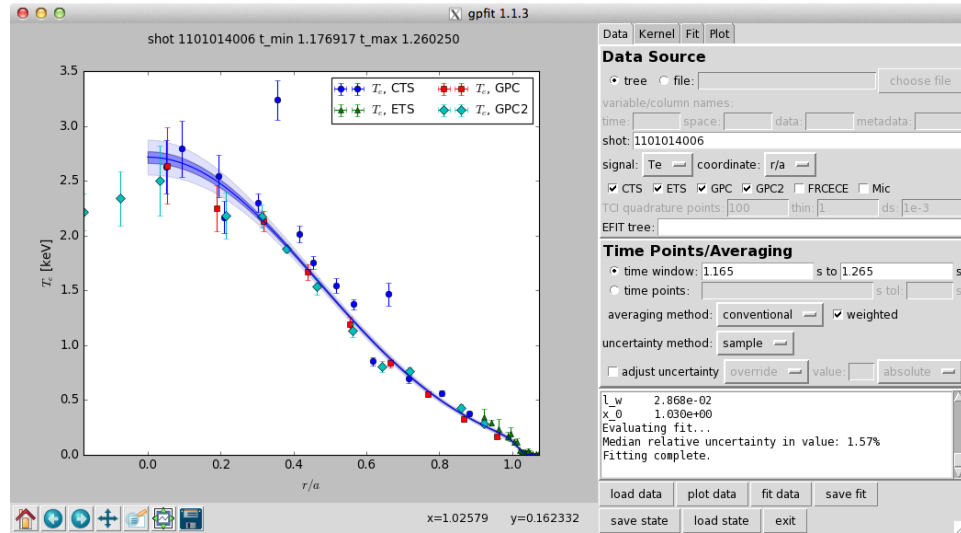 gpfit 1.1.3
shot 1101014006 t_min 1.176917 t_max 1.260250
3.5
3.0
2.5
2.0
1.5
1.0
0.5
0.0
T_e [keV]
T_e, CTS
T_e, ETS
T_e, GPC
T_e, GPC2
0.0 0.2 0.4 0.6 0.8 1.0
r/a
x=1.02579 y=0.162332
Data Kernel Fit Plot
Data Source
tree file: choose file
variable/column names:
time: space: data: metadata:
shot: 1101014006
signal: Te coordinate: r/a
CTS ETS GPC GPC2 FRCECE Mic
TCI quadrature points: 100 thin: 1 ds: 1e-3
EFIT tree:
Time Points/Averaging
time window: 1.165 s to 1.265 s
time points: s tol: s
averaging method: conventional weighted
uncertainty method: sample
adjust uncertainty override value: absolute
l_w 2.868e-02
x_0 1.030e+00
Evaluating fit...
Median relative uncertainty in value: 1.57%
Fitting complete.
load data plot data fit data save fit
save state load state exit